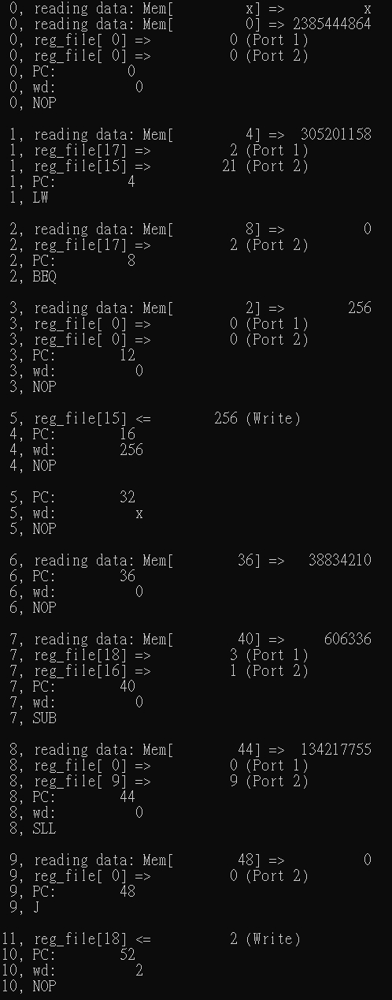 0, reading data: Mem[         x] =>          x
0, reading data: Mem[         0] => 2385444864
0, reg_file[ 0] =>          0 (Port 1)
0, reg_file[ 0] =>          0 (Port 2)
0, PC:         0
0, wd:          0
0, NOP

1, reading data: Mem[         4] =>  305201158
1, reg_file[17] =>          2 (Port 1)
1, reg_file[15] =>         21 (Port 2)
1, PC:         4
1, LW

2, reading data: Mem[         8] =>          0
2, reg_file[17] =>          2 (Port 2)
2, PC:         8
2, BEQ

3, reading data: Mem[         2] =>        256
3, reg_file[ 0] =>          0 (Port 1)
3, reg_file[ 0] =>          0 (Port 2)
3, PC:        12
3, wd:          0
3, NOP

5, reg_file[15] <=        256 (Write)
4, PC:        16
4, wd:        256
4, NOP

5, PC:        32
5, wd:          x
5, NOP

6, reading data: Mem[        36] =>   38834210
6, PC:        36
6, wd:          0
6, NOP

7, reading data: Mem[        40] =>     606336
7, reg_file[18] =>          3 (Port 1)
7, reg_file[16] =>          1 (Port 2)
7, PC:        40
7, wd:          0
7, SUB

8, reading data: Mem[        44] =>  134217755
8, reg_file[ 0] =>          0 (Port 1)
8, reg_file[ 9] =>          9 (Port 2)
8, PC:        44
8, wd:          0
8, SLL

9, reading data: Mem[        48] =>          0
9, reg_file[ 0] =>          0 (Port 2)
9, PC:        48
9, J

11, reg_file[18] <=          2 (Write)
10, PC:        52
10, wd:          2
10, NOP